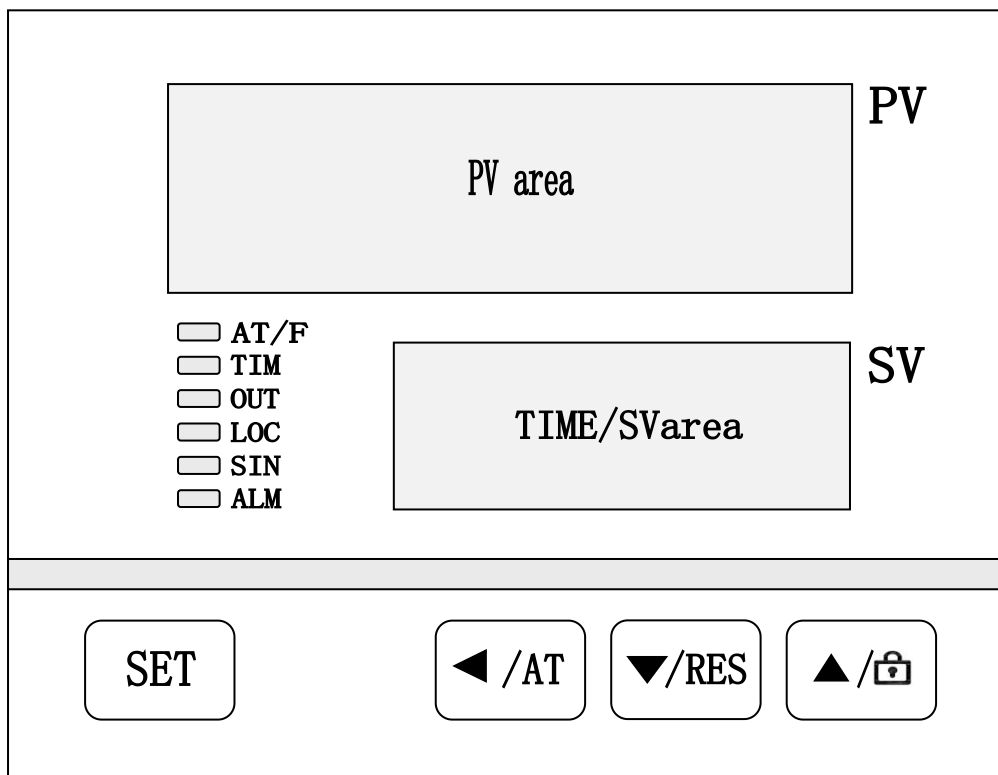 PV
PV area
AT/F
TIM
OUT
LOC
SIN
ALM
SV
TIME/SVarea
SET
◀ /AT
▼/RES
▲/🔒